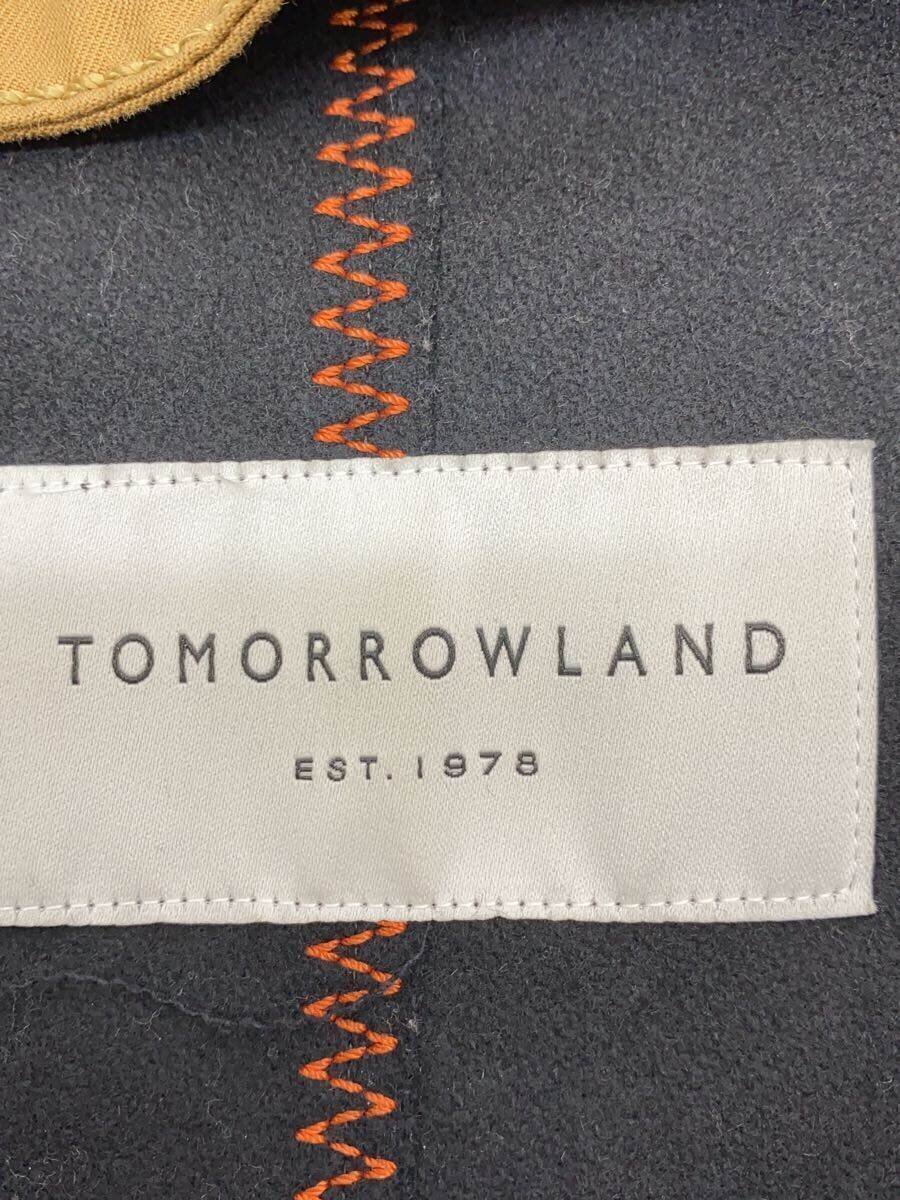 TOMORROWLAND
EST. 1978